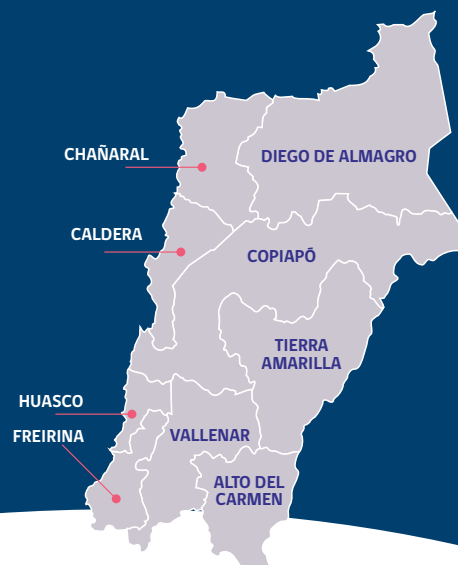 CHAÑARAL
DIEGO DE ALMAGRO
CALDERA
COPIAPÓ
TIERRA
AMARILLA
HUASCO
FREIRINA
VALLENAR
ALTO DEL
CARMEN